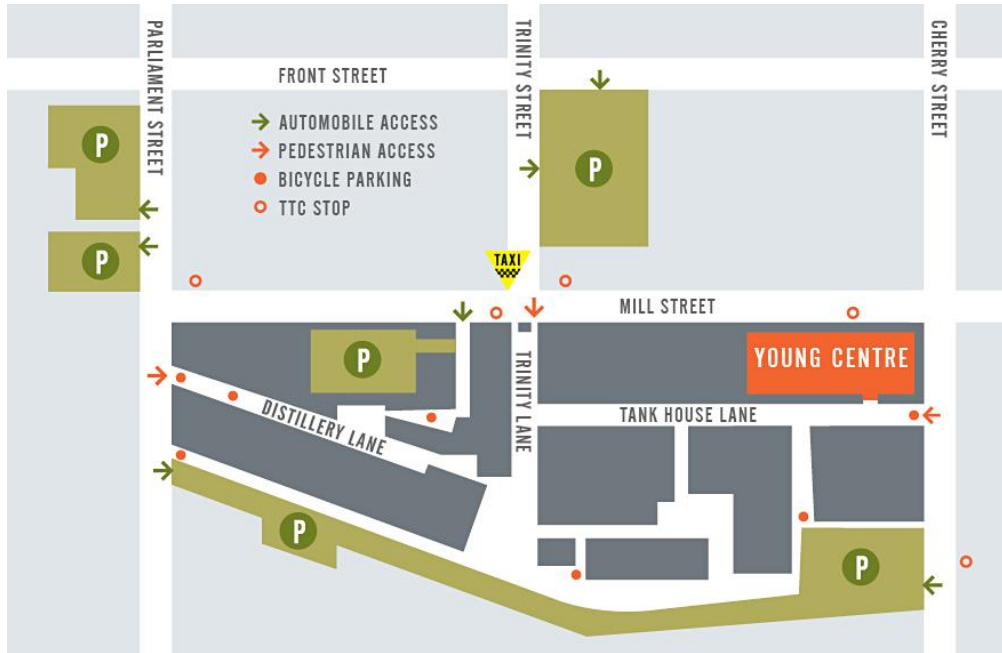 PARLIAMENT STREET
FRONT STREET
TRINITY STREET
CHERRY STREET
AUTOMOBILE ACCESS
PEDESTRIAN ACCESS
BICYCLE PARKING
TTC STOP
P
P
P
TAXI
MILL STREET
P
YOUNG CENTRE
DISTILLERY LANE
TRINITY LANE
TANK HOUSE LANE
P
P